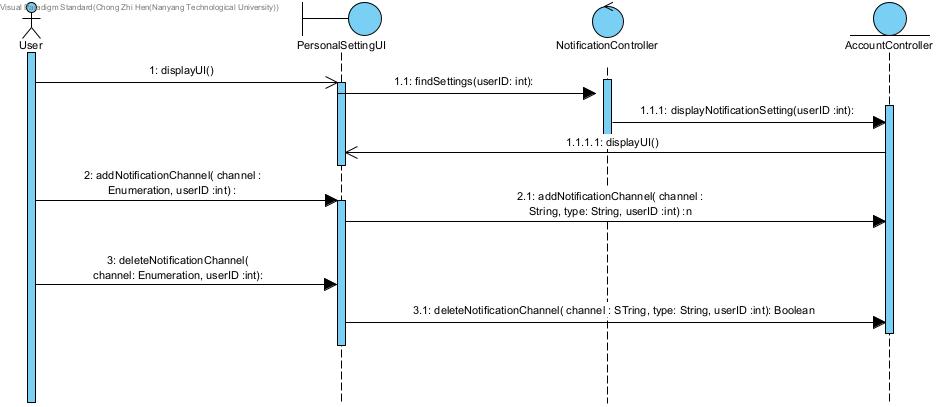 Visual Paradigm Standard(Chong Zhi Hen(Nanyang Technological University))
User
PersonalSettingUI
NotificationController
AccountController
1: displayUI()
1.1: findSettings(userID: int):
1.1.1: displayNotificationSetting(userID :int):
1.1.1.1: displayUI()
2: addNotificationChannel( channel :
Enumeration, userID :int) :
2.1: addNotificationChannel( channel :
String, type: String, userID :int) :n
3: deleteNotificationChannel(
channel: Enumeration, userID :int):
3.1: deleteNotificationChannel( channel : STring, type: String, userID :int): Boolean